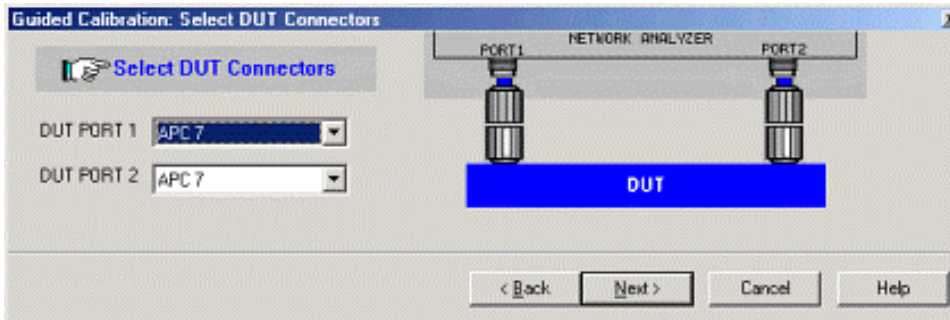 Guided Calibration: Select DUT Connectors
Select DUT Connectors
DUT PORT 1 APC 7
DUT PORT 2 APC 7
NETWORK ANALYZER
PORT1 PORT2
DUT
< Back Next > Cancel Help